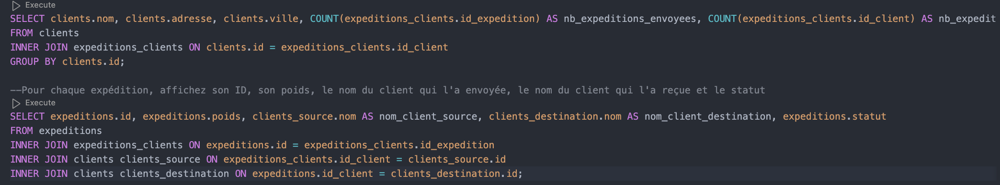 Execute
SELECT clients.nom, clients.adresse, clients.ville, COUNT(expeditions_clients.id_expedition) AS nb_expeditions_envoyees, COUNT(expeditions_clients.id_client) AS nb_expedit
FROM clients
INNER JOIN expeditions_clients ON clients.id = expeditions_clients.id_client
GROUP BY clients.id;
--Pour chaque expédition, affichez son ID, son poids, le nom du client qui l'a envoyée, le nom du client qui l'a reçue et le statut
Execute
SELECT expeditions.id, expeditions.poids, clients_source.nom AS nom_client_source, clients_destination.nom AS nom_client_destination, expeditions.statut
FROM expeditions
INNER JOIN expeditions_clients ON expeditions.id = expeditions_clients.id_expedition
INNER JOIN clients clients_source ON expeditions_clients.id_client = clients_source.id
INNER JOIN clients clients_destination ON expeditions.id_client = clients_destination.id;